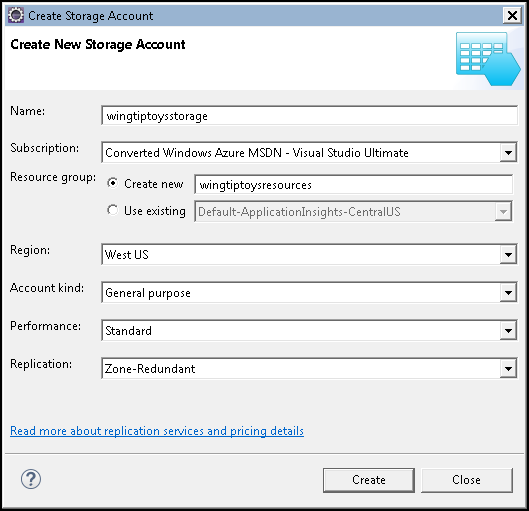 Create Storage Account
Create New Storage Account
Name: wingtiptoysstorage
Subscription: Converted Windows Azure MSDN - Visual Studio Ultimate
Resource group: Create new wingtiptoysresources
Use existing Default-ApplicationInsights-CentralUS
Region: West US
Account kind: General purpose
Performance: Standard
Replication: Zone-Redundant
Read more about replication services and pricing details
? Create Close